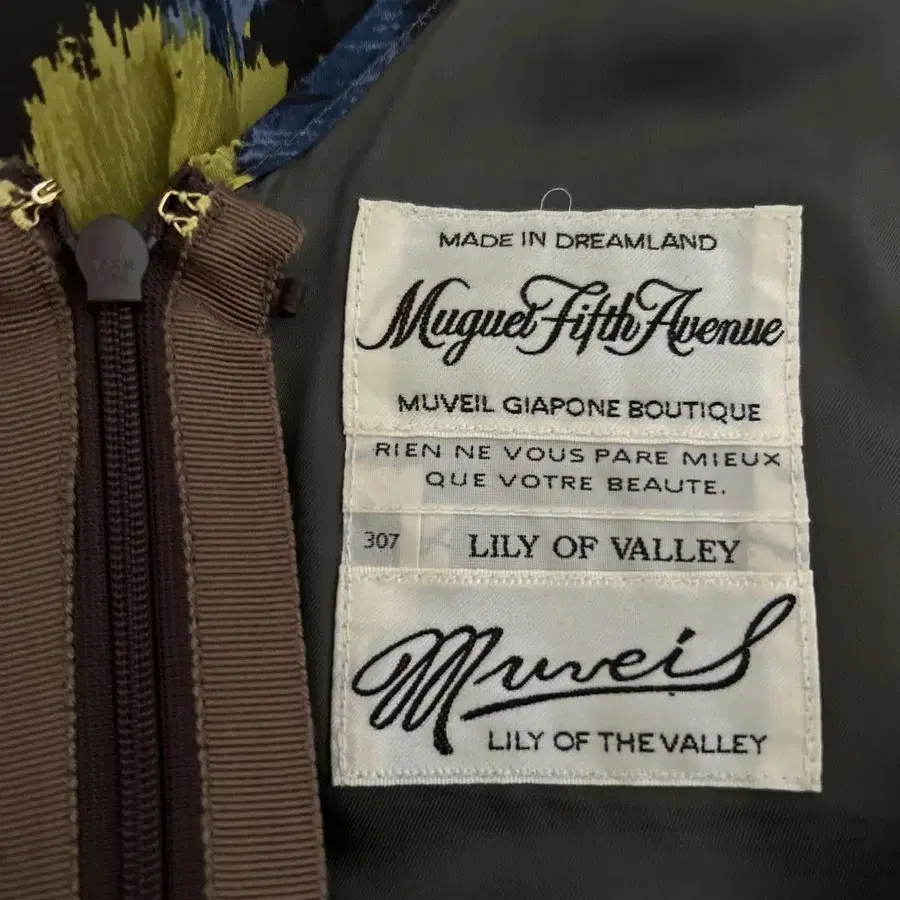 MADE IN DREAMLAND
Muguet Fifth Avenue
MUVEIL GIAPONE BOUTIQUE
RIEN NE VOUS PARE MIEUX
QUE VOTRE BEAUTE.
307 LILY OF VALLEY
Muveil
LILY OF THE VALLEY